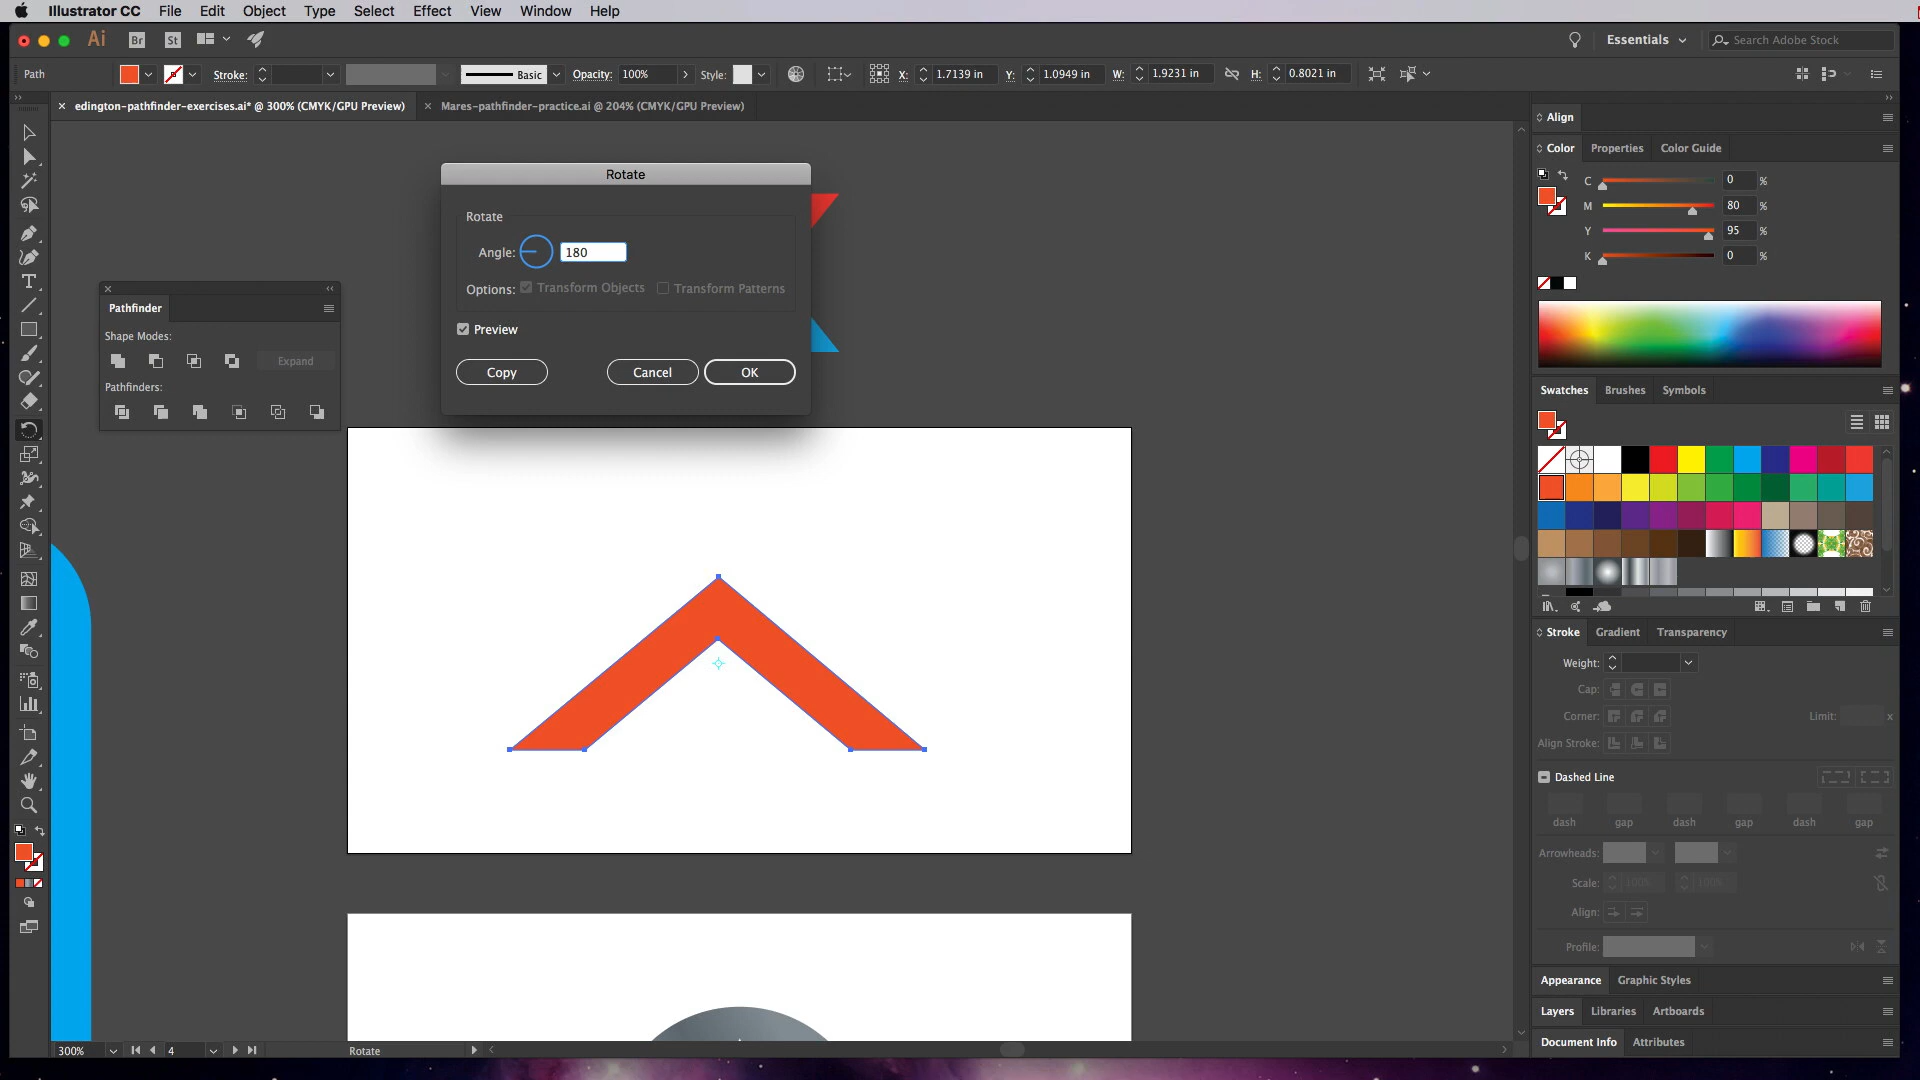 Illustrator CC File Edit Object Type Select Effect View Window Help
Ai Br St Essentials Search Adobe Stock
Path Stroke: Basic Opacity: 100% Style: X: 1.7139 in Y: 1.0949 in W: 1.9231 in H: 0.8021 in
edington-pathfinder-exercises.ai* @ 300% (CMYK/GPU Preview) Mares-pathfinder-practice.ai @ 204% (CMYK/GPU Preview)
Rotate
Rotate
Angle: 180
Options: Transform Objects Transform Patterns
Preview
Copy Cancel OK
Pathfinder
Shape Modes:
Expand
Pathfinders:
Align
Color Properties Color Guide
C 0 %
M 80 %
Y 95 %
K 0 %
Swatches Brushes Symbols
Stroke Gradient Transparency
Weight:
Cap:
Corner: Limit: x
Align Stroke:
Dashed Line
dash gap dash gap dash gap
Arrowheads:
Scale: 100% 100%
Align:
Profile:
Appearance Graphic Styles
Layers Libraries Artboards
Document Info Attributes
300% 4 Rotate